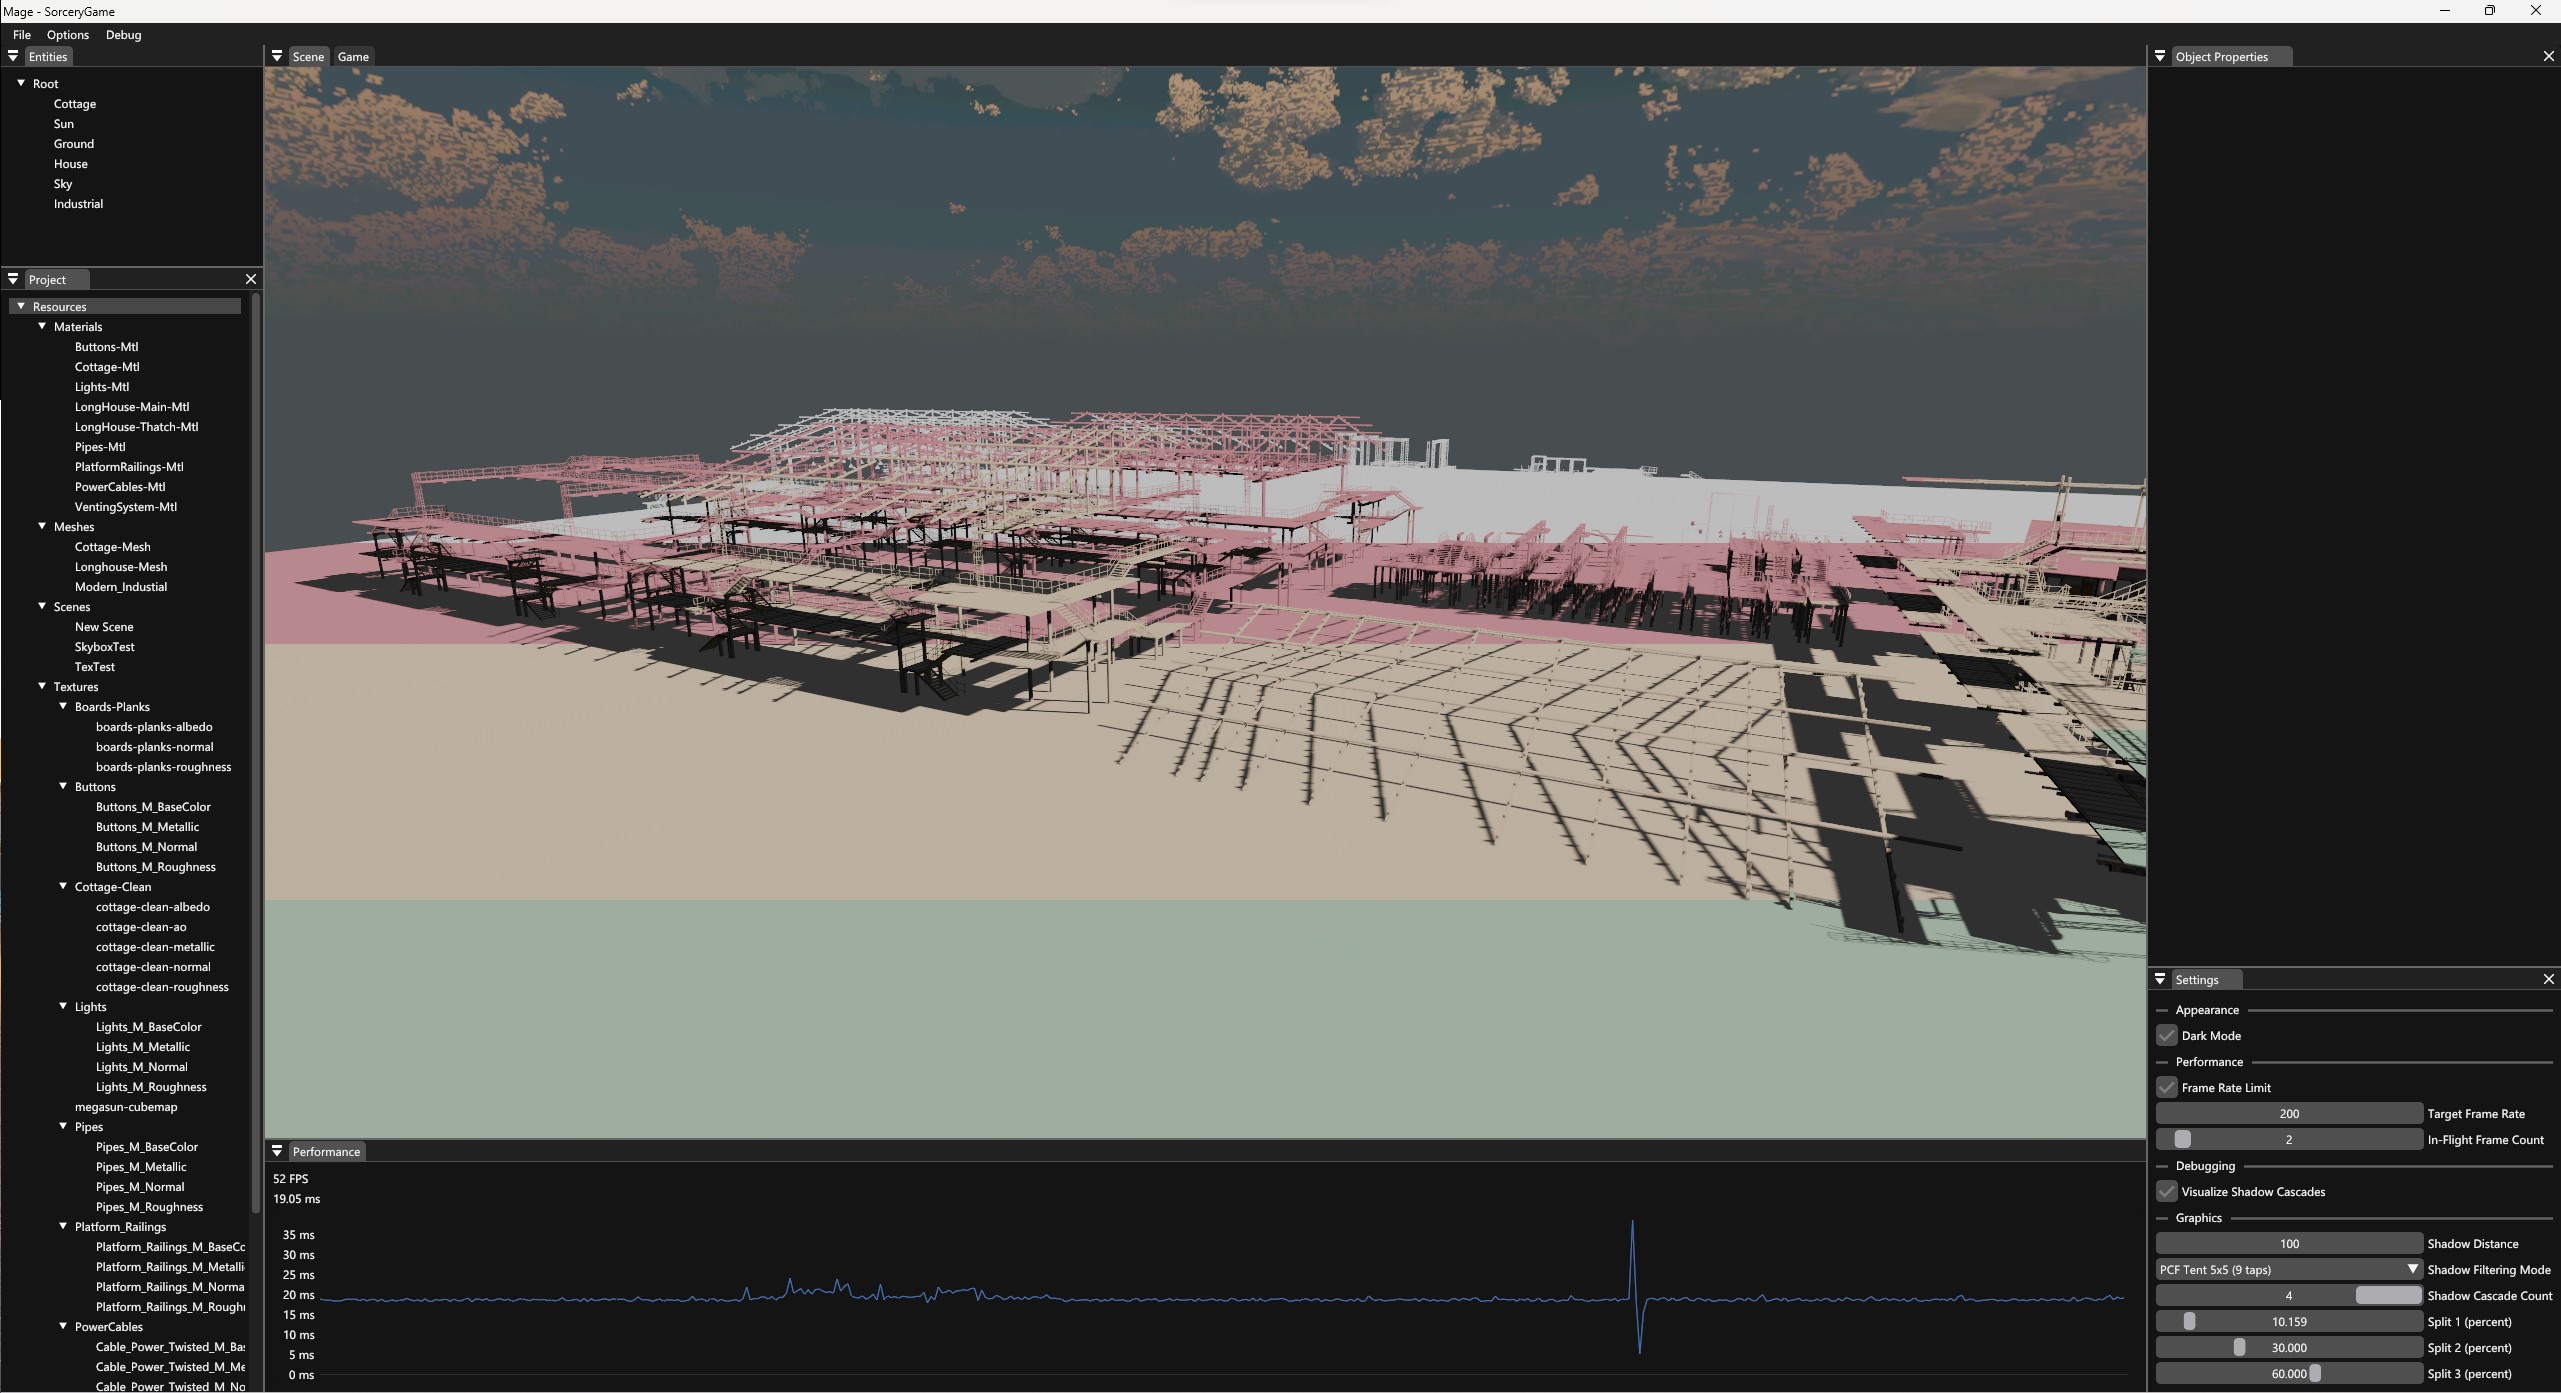 Mage - SorceryGame
File Options Debug
Entities
Root
Cottage
Sun
Ground
House
Sky
Industrial
Project
Resources
Materials
Buttons-Mtl
Cottage-Mtl
Lights-Mtl
LongHouse-Main-Mtl
LongHouse-Thatch-Mtl
Pipes-Mtl
PlatformRailings-Mtl
PowerCables-Mtl
VentingSystem-Mtl
Meshes
Cottage-Mesh
Longhouse-Mesh
Modern_Industial
Scenes
New Scene
SkyboxTest
TexTest
Textures
Boards-Planks
boards-planks-albedo
boards-planks-normal
boards-planks-roughness
Buttons
Buttons_M_BaseColor
Buttons_M_Metallic
Buttons_M_Normal
Buttons_M_Roughness
Cottage-Clean
cottage-clean-albedo
cottage-clean-ao
cottage-clean-metallic
cottage-clean-normal
cottage-clean-roughness
Lights
Lights_M_BaseColor
Lights_M_Metallic
Lights_M_Normal
Lights_M_Roughness
megasun-cubemap
Pipes
Pipes_M_BaseColor
Pipes_M_Metallic
Pipes_M_Normal
Pipes_M_Roughness
Platform_Railings
Platform_Railings_M_BaseCo
Platform_Railings_M_Metalli
Platform_Railings_M_Norma
Platform_Railings_M_Roughn
PowerCables
Cable_Power_Twisted_M_Bas
Cable_Power_Twisted_M_Me
Cable_Power_Twisted_M_No
Scene Game
Performance
52 FPS
19.05 ms
35 ms
30 ms
25 ms
20 ms
15 ms
10 ms
5 ms
0 ms
Object Properties
Settings
Appearance
Dark Mode
Performance
Frame Rate Limit
200 Target Frame Rate
2 In-Flight Frame Count
Debugging
Visualize Shadow Cascades
Graphics
100 Shadow Distance
PCF Tent 5x5 (9 taps) Shadow Filtering Mode
4 Shadow Cascade Count
10.159 Split 1 (percent)
30.000 Split 2 (percent)
60.000 Split 3 (percent)